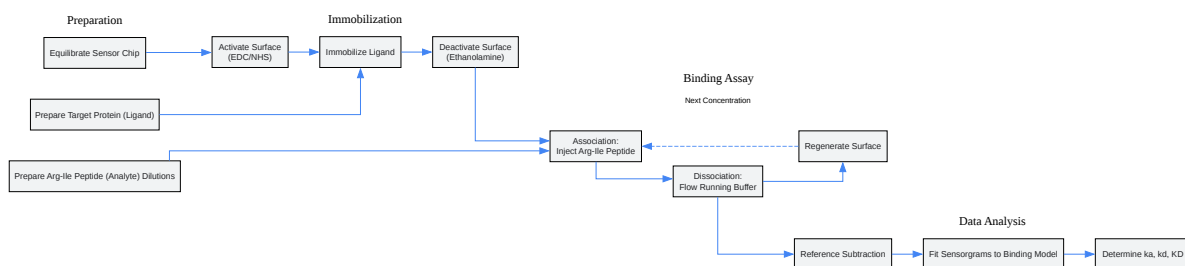 Preparation
Immobilization
Equilibrate Sensor Chip
Activate Surface
(EDC/NHS)
Immobilize Ligand
Deactivate Surface
(Ethanolamine)
Prepare Target Protein (Ligand)
Prepare Arg-Ile Peptide (Analyte) Dilutions
Binding Assay
Next Concentration
Association:
Inject Arg-Ile Peptide
Regenerate Surface
Dissociation:
Flow Running Buffer
Data Analysis
Reference Subtraction
Fit Sensorgrams to Binding Model
Determine ka, kd, KD